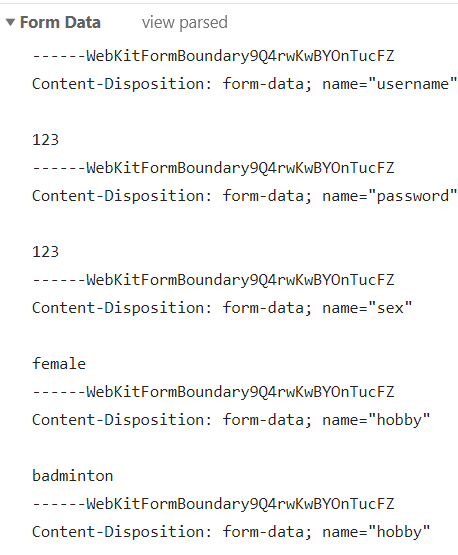 ▼ Form Data view parsed
------WebKitFormBoundary9Q4rwKwBYOnTucFZ
Content-Disposition: form-data; name="username"
123
------WebKitFormBoundary9Q4rwKwBYOnTucFZ
Content-Disposition: form-data; name="password"
123
------WebKitFormBoundary9Q4rwKwBYOnTucFZ
Content-Disposition: form-data; name="sex"
female
------WebKitFormBoundary9Q4rwKwBYOnTucFZ
Content-Disposition: form-data; name="hobby"
badminton
------WebKitFormBoundary9Q4rwKwBYOnTucFZ
Content-Disposition: form-data; name="hobby"